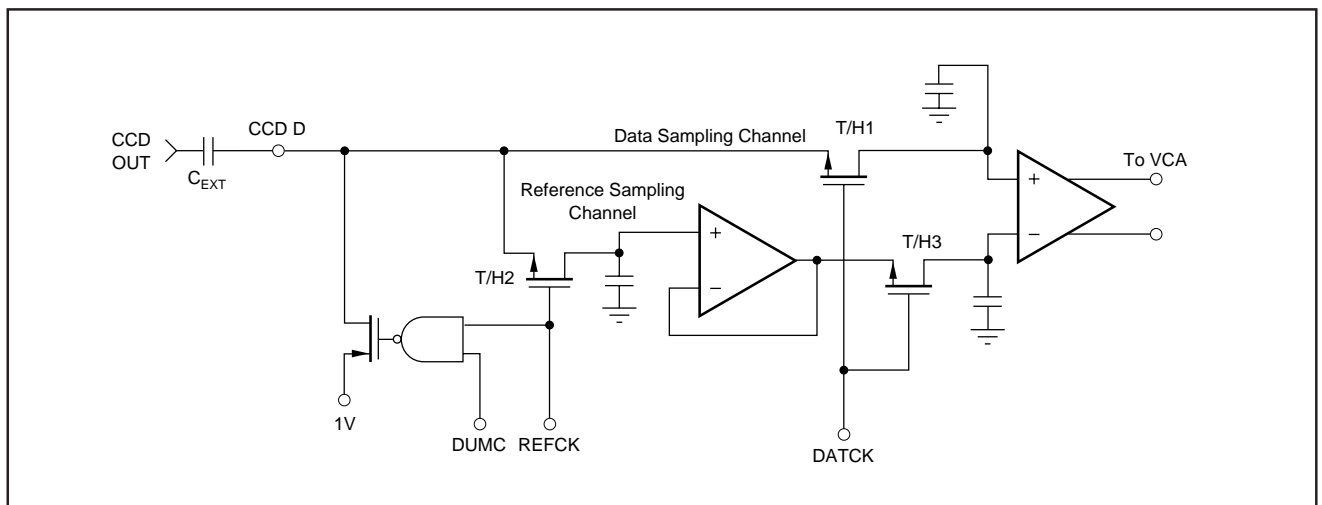 CCD
OUT
C_EXT
CCD D
Data Sampling Channel
T/H1
Reference Sampling
Channel
T/H2
+
−
T/H3
+
−
To VCA
1V
DUMC
REFCK
DATCK